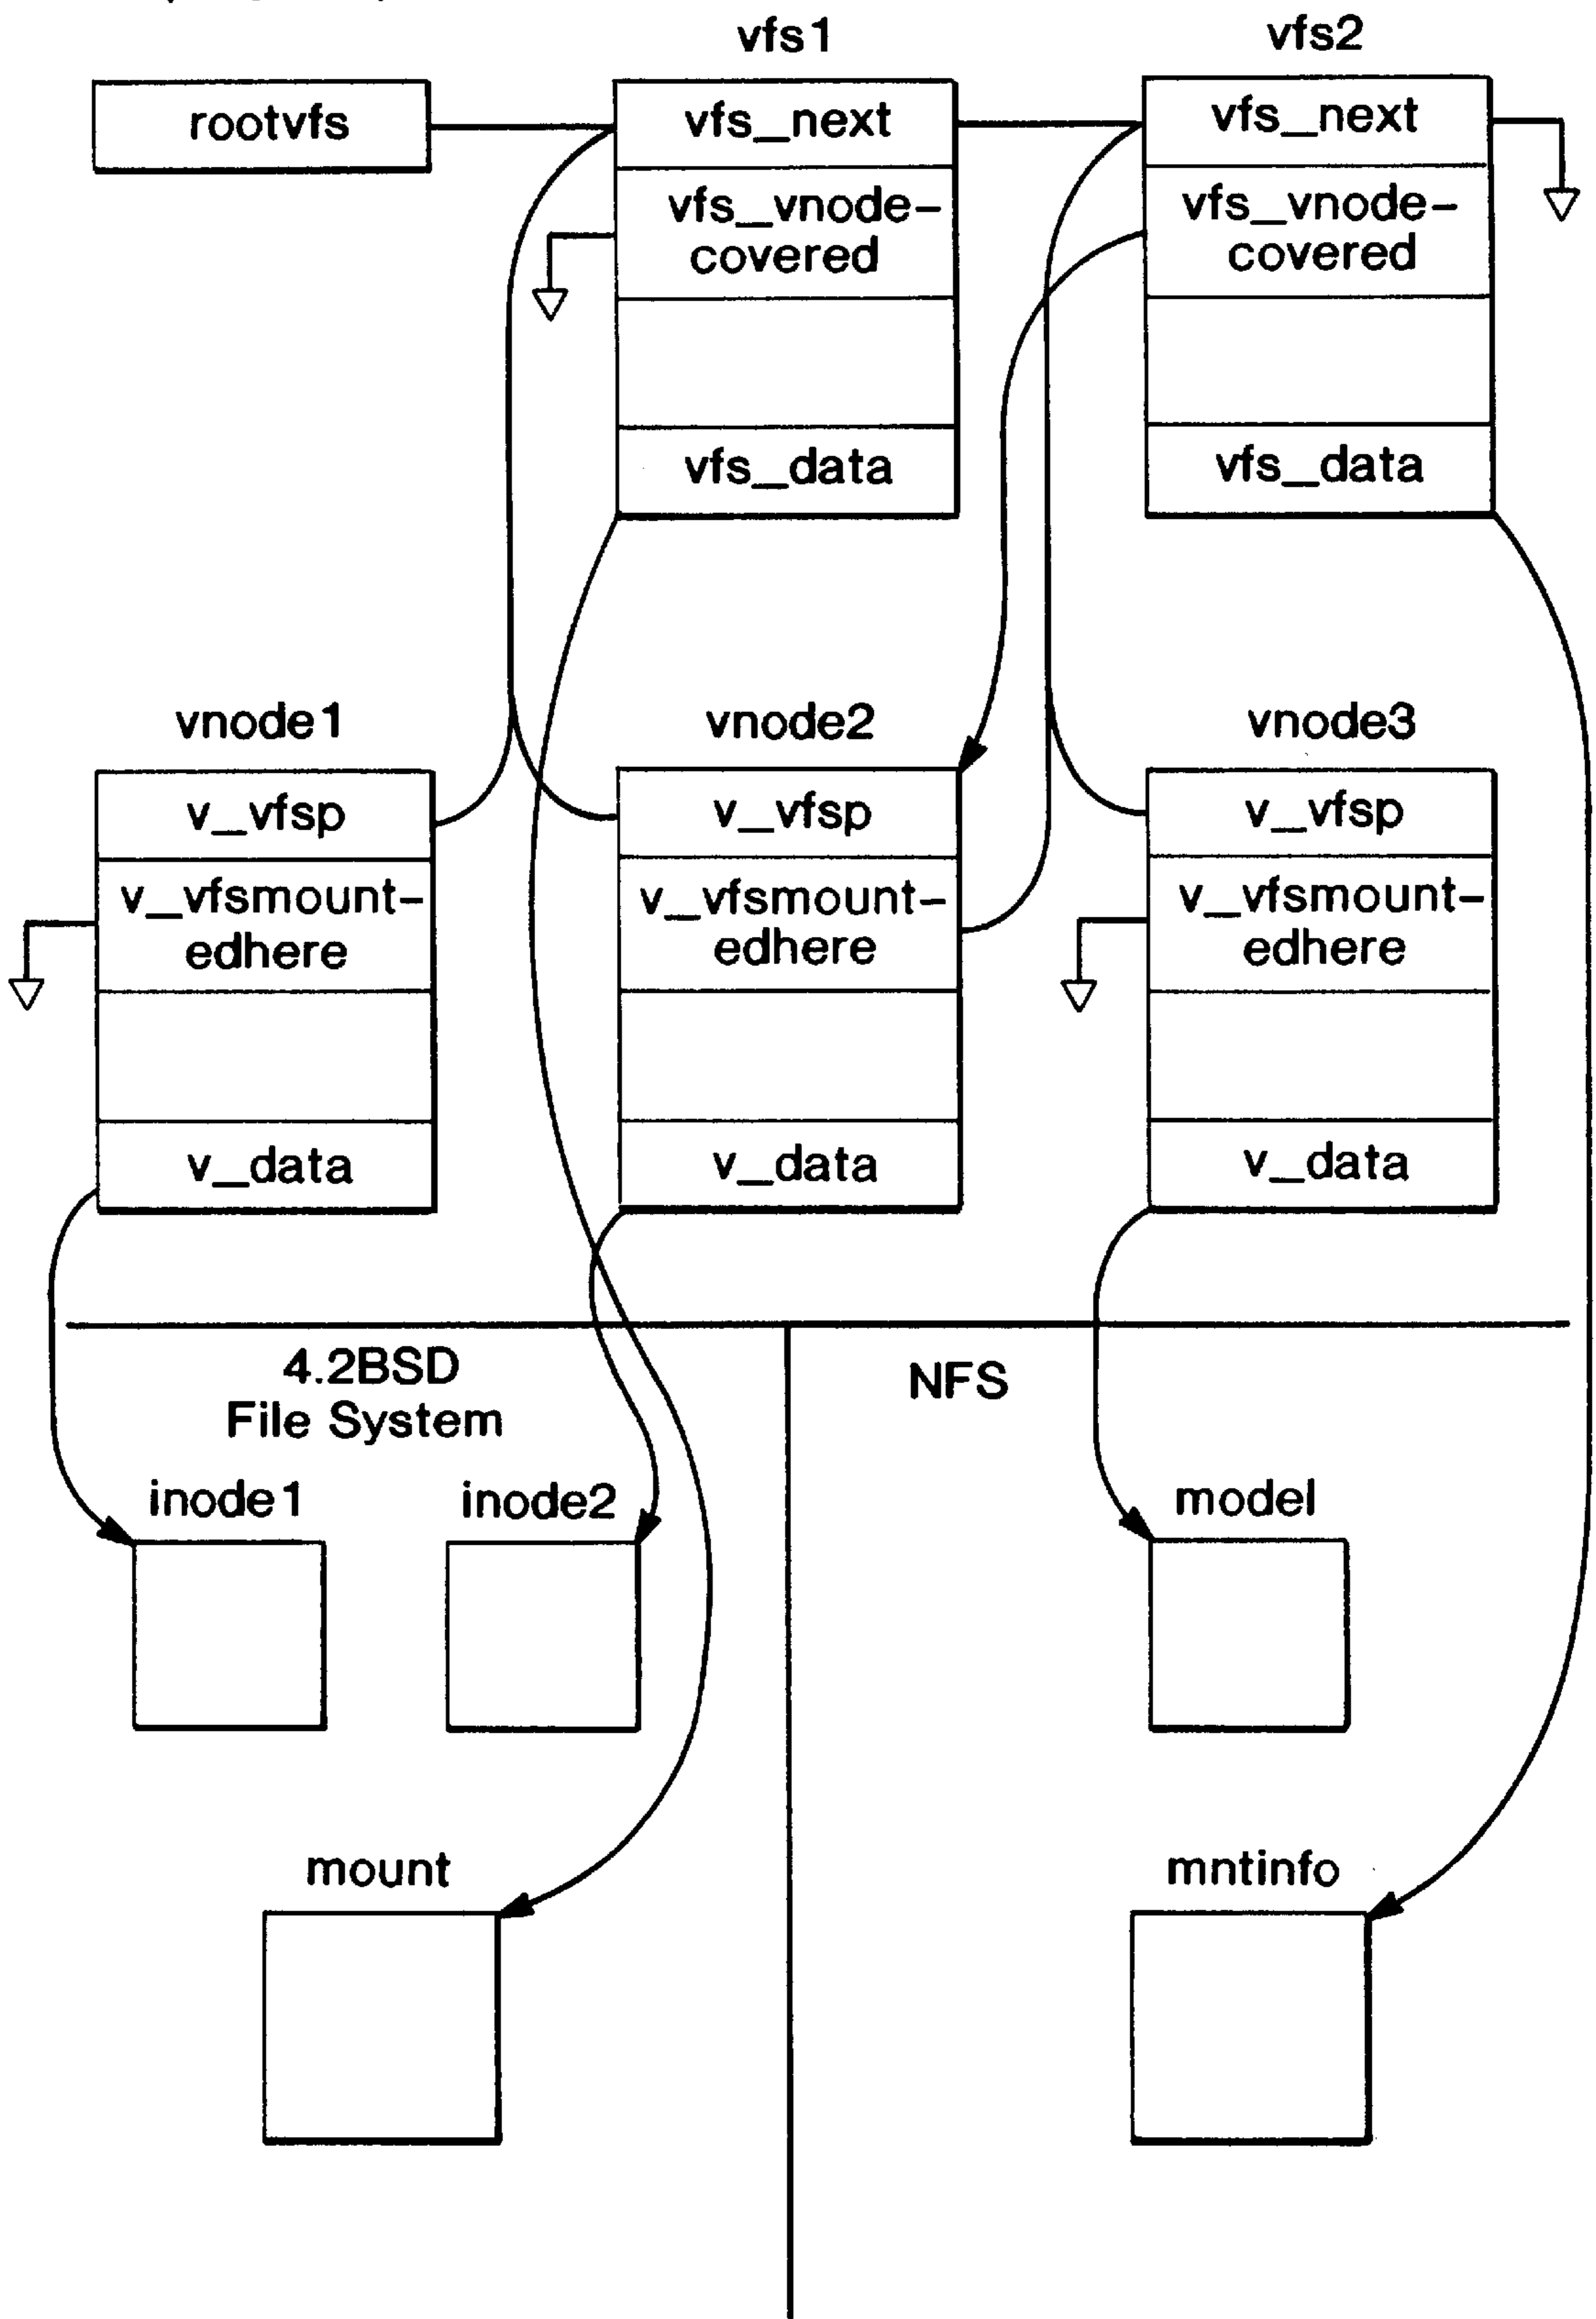 vfs1
vfs2
rootvfs
vfs_next
vfs_next
vfs_vnode-
covered
vfs_vnode-
covered
vfs_data
vfs_data
vnode1
vnode2
vnode3
v_vfsp
v_vfsp
v_vfsp
v_vfsmount-
edhere
v_vfsmount-
edhere
v_vfsmount-
edhere
v_data
v_data
v_data
4.2BSD
File System
NFS
inode1
inode2
model
mount
mntinfo